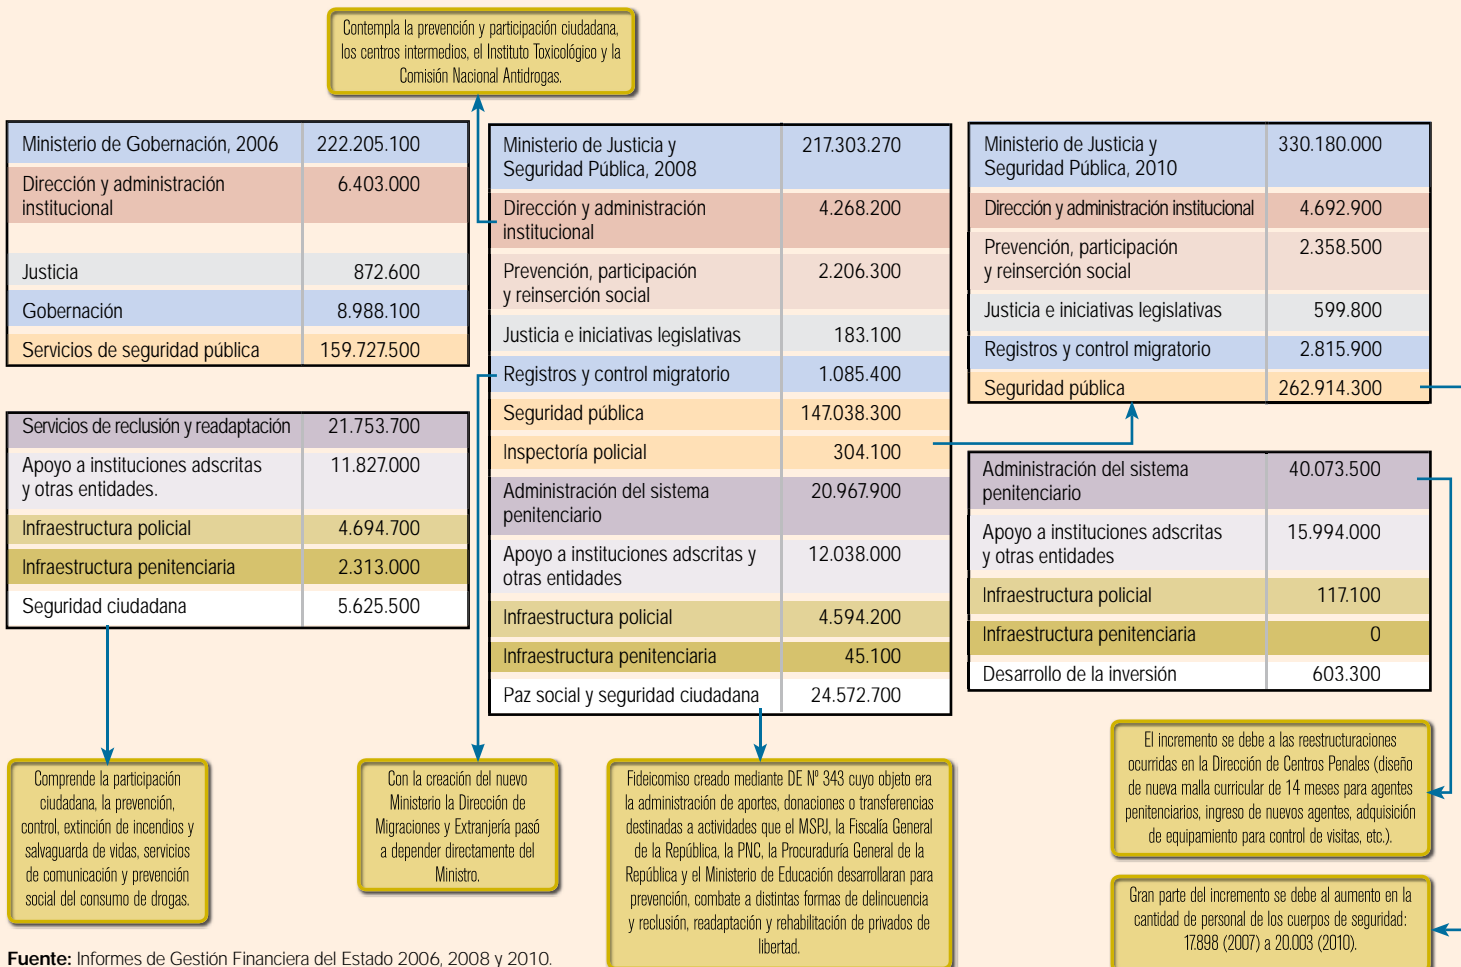 Contempla la prevención y participación ciudadana,
los centros intermedios, el Instituto Toxicológico y la
Comisión Nacional Antidrogas.
Ministerio de Gobernación, 2006 222.205.100
Dirección y administración 6.403.000
institucional
Justicia 872.600
Gobernación 8.988.100
Servicios de seguridad pública 159.727.500
Servicios de reclusión y readaptación 21.753.700
Apoyo a instituciones adscritas 11.827.000
y otras entidades.
Infraestructura policial 4.694.700
Infraestructura penitenciaria 2.313.000
Seguridad ciudadana 5.625.500
Ministerio de Justicia y 217.303.270
Seguridad Pública, 2008
Dirección y administración 4.268.200
institucional
Prevención, participación 2.206.300
y reinserción social
Justicia e iniciativas legislativas 183.100
Registros y control migratorio 1.085.400
Seguridad pública 147.038.300
Inspectoría policial 304.100
Administración del sistema 20.967.900
penitenciario
Apoyo a instituciones adscritas y 12.038.000
otras entidades
Infraestructura policial 4.594.200
Infraestructura penitenciaria 45.100
Paz social y seguridad ciudadana 24.572.700
Ministerio de Justicia y 330.180.000
Seguridad Pública, 2010
Dirección y administración institucional 4.692.900
Prevención, participación 2.358.500
y reinserción social
Justicia e iniciativas legislativas 599.800
Registros y control migratorio 2.815.900
Seguridad pública 262.914.300
Administración del sistema 40.073.500
penitenciario
Apoyo a instituciones adscritas 15.994.000
y otras entidades
Infraestructura policial 117.100
Infraestructura penitenciaria 0
Desarrollo de la inversión 603.300
Comprende la participación
ciudadana, la prevención,
control, extinción de incendios y
salvaguarda de vidas, servicios
de comunicación y prevención
social del consumo de drogas.
Con la creación del nuevo
Ministerio la Dirección de
Migraciones y Extranjería pasó
a depender directamente del
Ministro.
Fideicomiso creado mediante DE Nº 343 cuyo objeto era
la administración de aportes, donaciones o transferencias
destinadas a actividades que el MSPJ, la Fiscalía General
de la República, la PNC, la Procuraduría General de la
República y el Ministerio de Educación desarrollaran para
prevención, combate a distintas formas de delincuencia
y reclusión, readaptación y rehabilitación de privados de
libertad.
El incremento se debe a las reestructuraciones
ocurridas en la Dirección de Centros Penales (diseño
de nueva malla curricular de 14 meses para agentes
penitenciarios, ingreso de nuevos agentes, adquisición
de equipamiento para control de visitas, etc.).
Gran parte del incremento se debe al aumento en la
cantidad de personal de los cuerpos de seguridad:
17.898 (2007) a 20.003 (2010).
Fuente: Informes de Gestión Financiera del Estado 2006, 2008 y 2010.